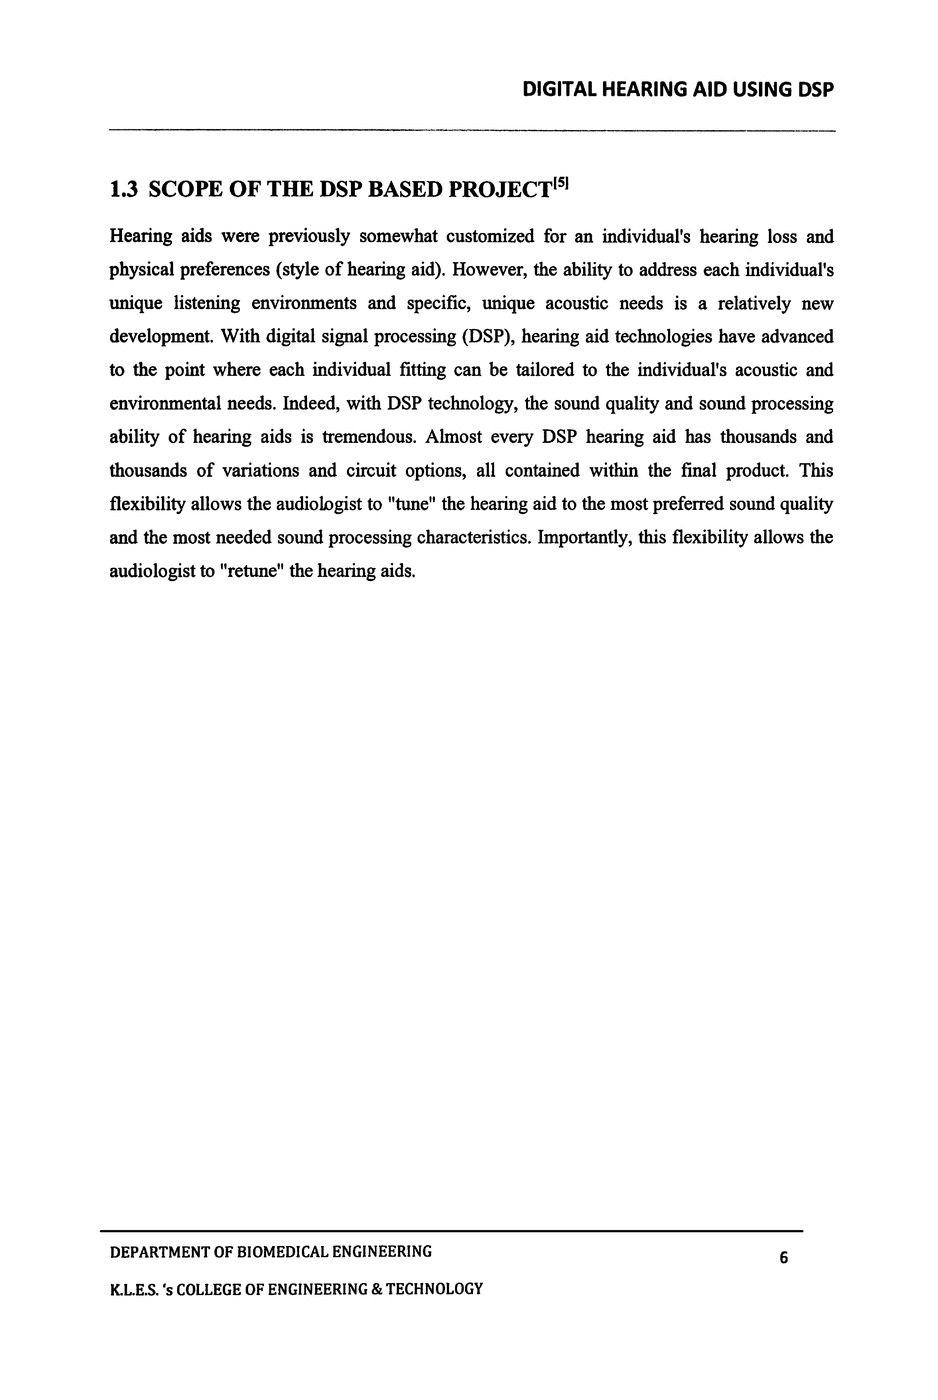 DIGITAL HEARING AID USING DSP
1.3 SCOPE OF THE DSP BASED PROJECT[5]
Hearing aids were previously somewhat customized for an individual's hearing loss and
physical preferences (style of hearing aid). However, the ability to address each individual's
unique listening environments and specific, unique acoustic needs is a relatively new
development. With digital signal processing (DSP), hearing aid technologies have advanced
to the point where each individual fitting can be tailored to the individual's acoustic and
environmental needs. Indeed, with DSP technology, the sound quality and sound processing
ability of hearing aids is tremendous. Almost every DSP hearing aid has thousands and
thousands of variations and circuit options, all contained within the final product. This
flexibility allows the audiologist to "tune" the hearing aid to the most preferred sound quality
and the most needed sound processing characteristics. Importantly, this flexibility allows the
audiologist to "retune" the hearing aids.
DEPARTMENT OF BIOMEDICAL ENGINEERING
6
K.L.E.S. 's COLLEGE OF ENGINEERING & TECHNOLOGY